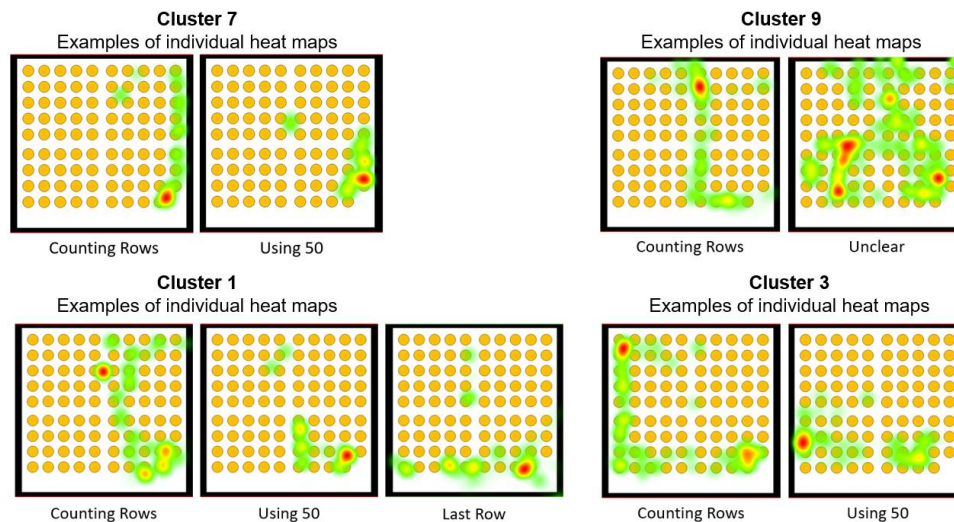 Cluster 7
Examples of individual heat maps
Counting Rows
Using 50
Cluster 9
Examples of individual heat maps
Counting Rows
Unclear
Cluster 1
Examples of individual heat maps
Counting Rows
Using 50
Last Row
Cluster 3
Examples of individual heat maps
Counting Rows
Using 50